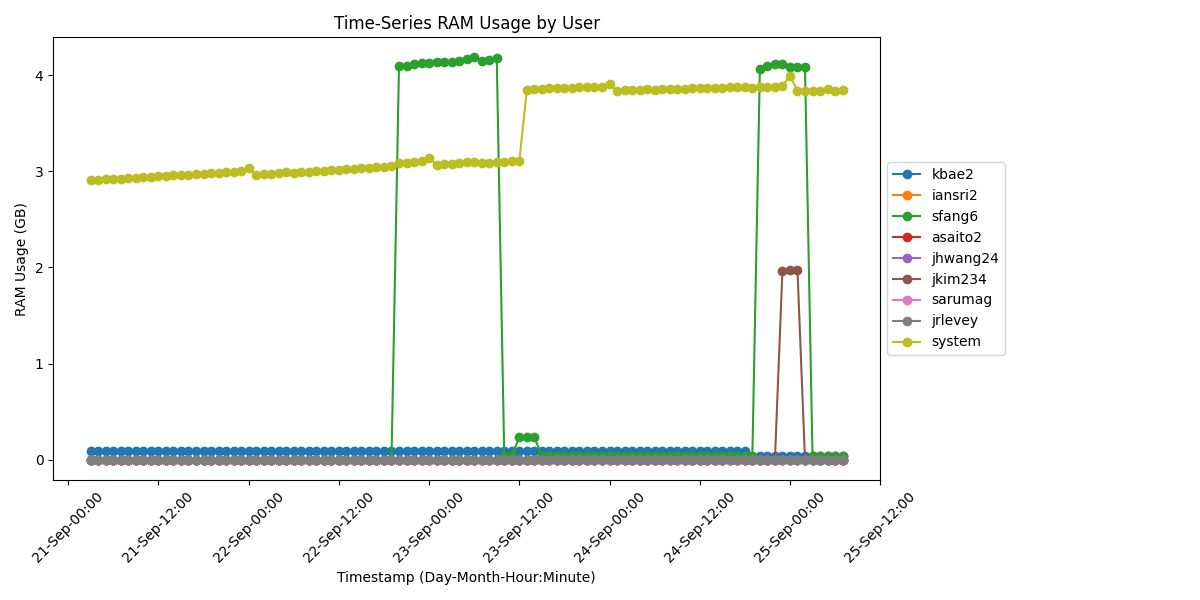 Time-Series RAM Usage by User
RAM Usage (GB)
4
3
2
1
0
21-Sep-00:00
21-Sep-12:00
22-Sep-00:00
22-Sep-12:00
23-Sep-00:00
23-Sep-12:00
24-Sep-00:00
24-Sep-12:00
25-Sep-00:00
25-Sep-12:00
Timestamp (Day-Month-Hour:Minute)
kbae2
iansri2
sfang6
asaito2
jhwang24
jkim234
sarumag
jrlevey
system